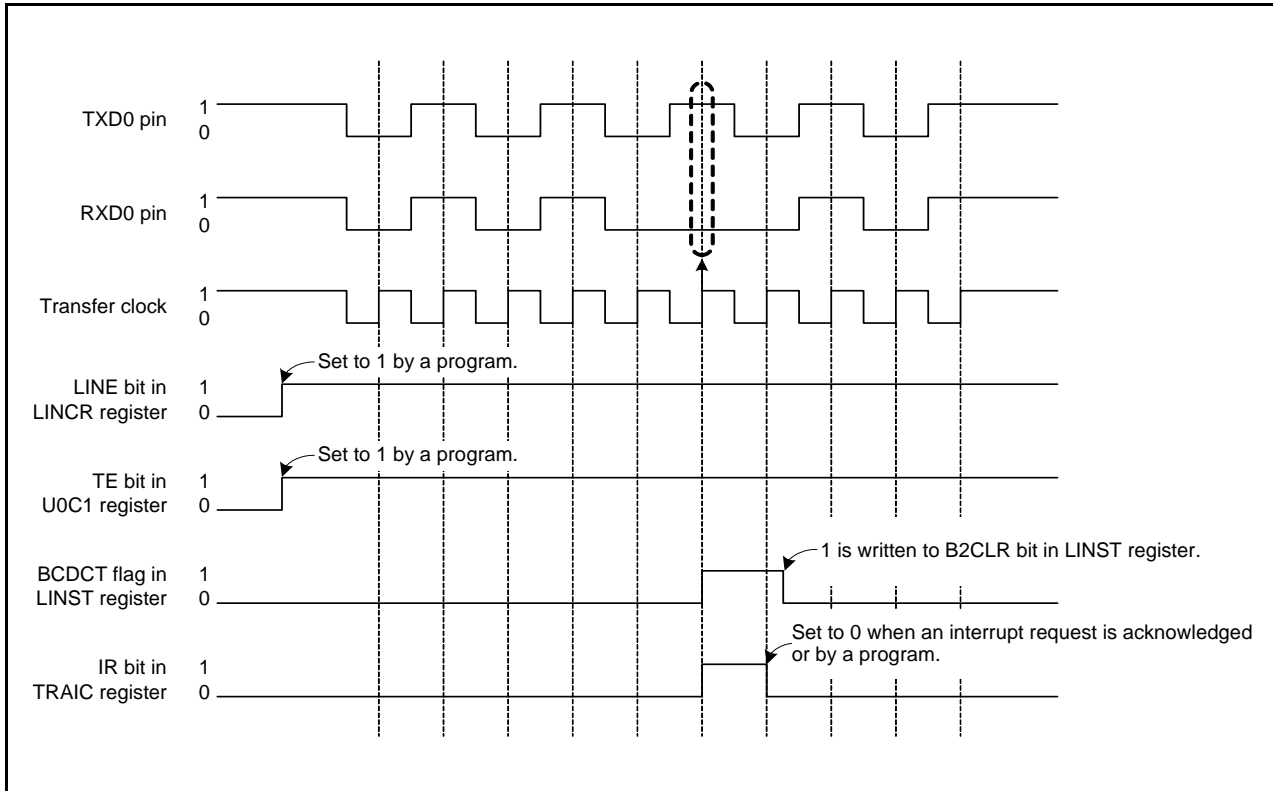 TXD0 pin
1
0
RXD0 pin
1
0
Transfer clock
1
0
Set to 1 by a program.
LINE bit in
LINCR register
1
0
Set to 1 by a program.
TE bit in
U0C1 register
1
0
1 is written to B2CLR bit in LINST register.
BCDCT flag in
LINST register
1
0
Set to 0 when an interrupt request is acknowledged
or by a program.
IR bit in
TRAIC register
1
0